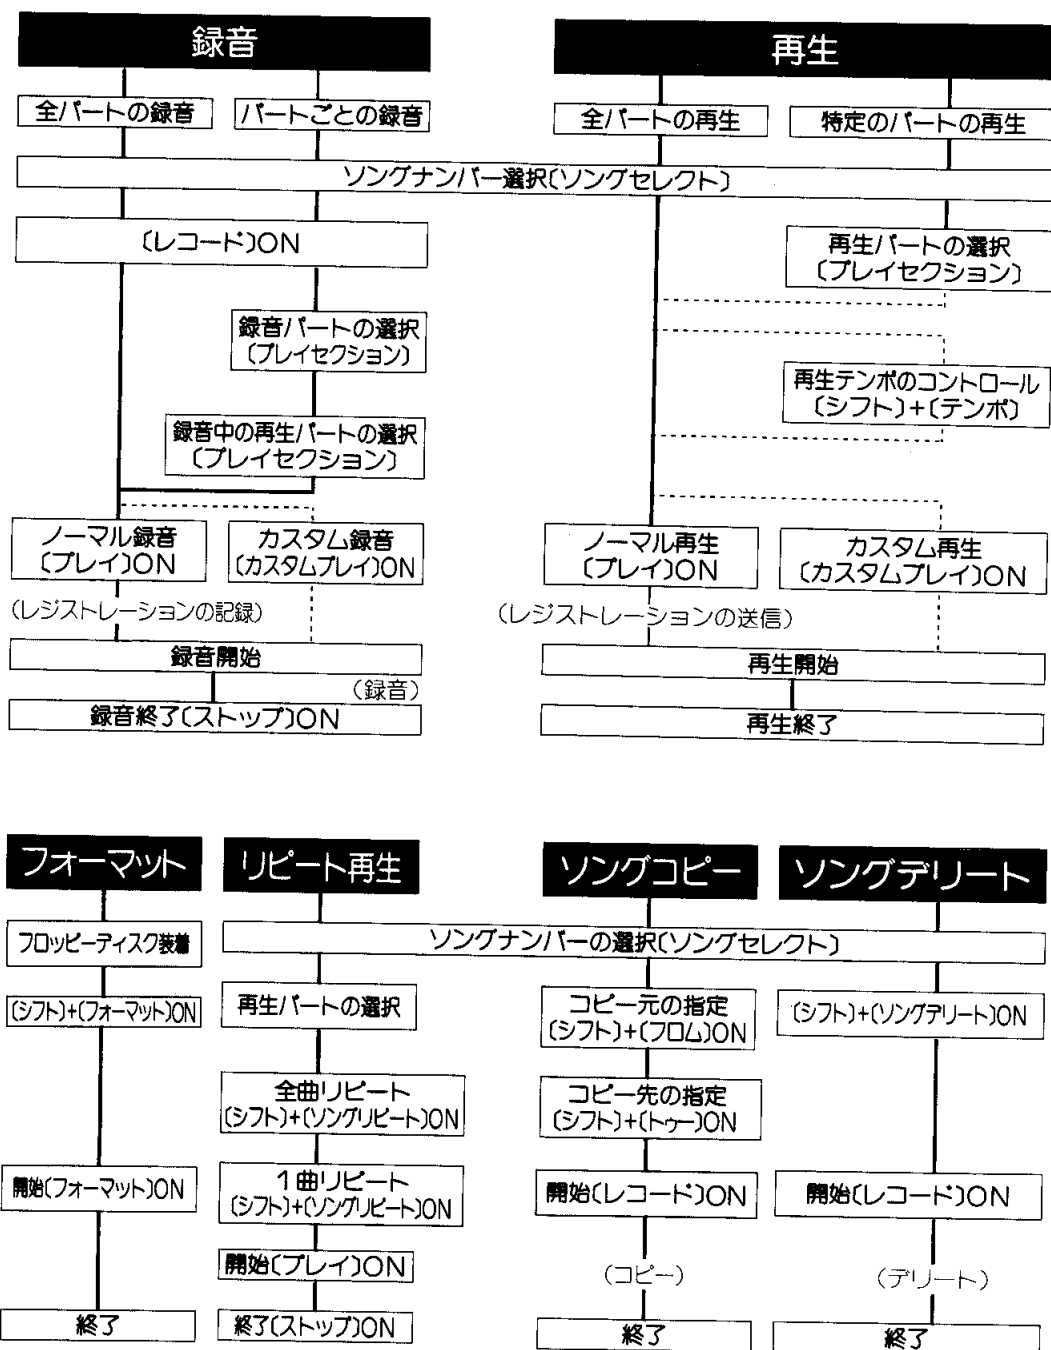 録音
全パートの録音
パートごとの録音
再生
全パートの再生
特定のパートの再生
ソングナンバー選択〔ソングセレクト〕
〔レコード〕ON
録音パートの選択
〔プレイセクション〕
録音中の再生パートの選択
〔プレイセクション〕
再生パートの選択
〔プレイセクション〕
再生テンポのコントロール
〔シフト〕+〔テンポ〕
ノーマル録音
〔プレイ〕ON
カスタム録音
〔カスタムプレイ〕ON
(レジストレーションの記録)
録音開始
(録音)
録音終了〔ストップ〕ON
ノーマル再生
〔プレイ〕ON
カスタム再生
〔カスタムプレイ〕ON
(レジストレーションの送信)
再生開始
再生終了
フォーマット
フロッピーディスク装着
〔シフト〕+〔フォーマット〕ON
開始〔フォーマット〕ON
終了
リピート再生
ソングコピー
ソングデリート
ソングナンバーの選択〔ソングセレクト〕
再生パートの選択
全曲リピート
〔シフト〕+〔ソングリピート〕ON
1曲リピート
〔シフト〕+〔ソングリピート〕ON
開始〔プレイ〕ON
終了〔ストップ〕ON
コピー元の指定
〔シフト〕+〔フロム〕ON
コピー先の指定
〔シフト〕+〔トゥー〕ON
開始〔レコード〕ON
(コピー)
終了
〔シフト〕+〔ソングデリート〕ON
開始〔レコード〕ON
(デリート)
終了